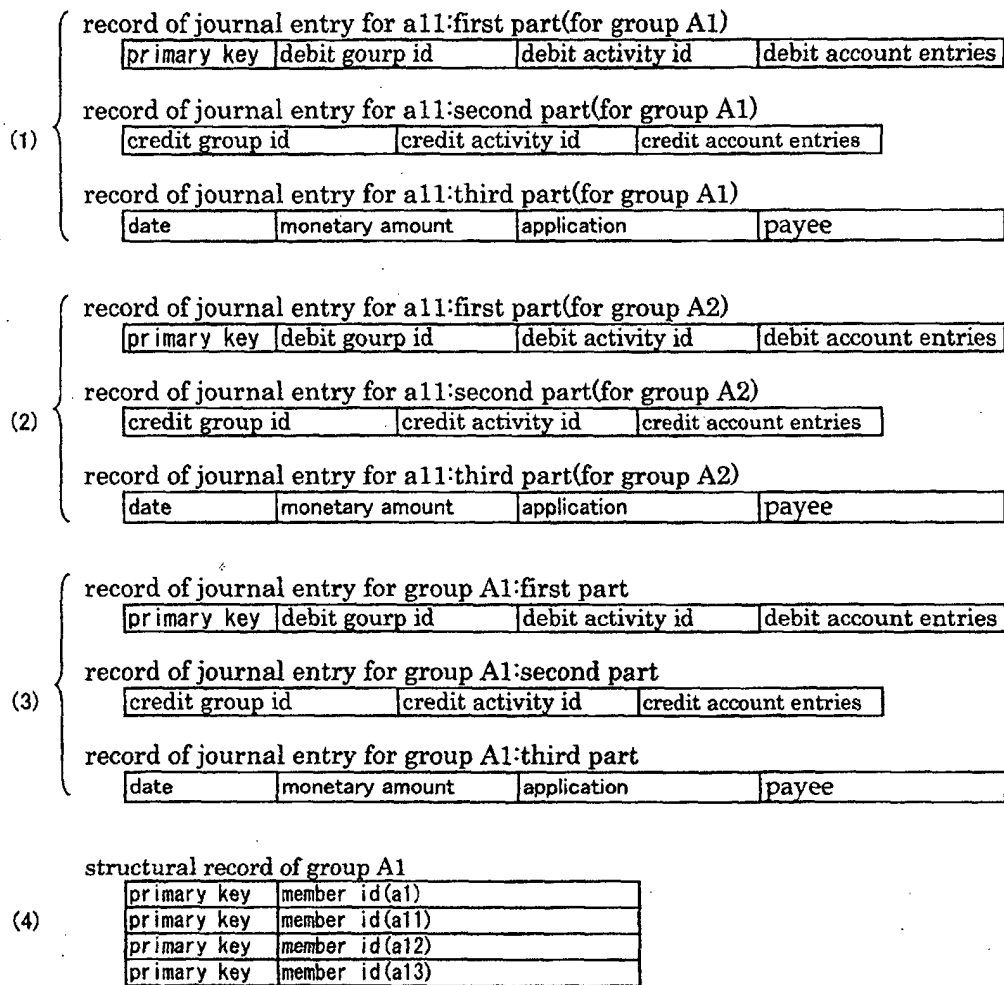 record of journal entry for a11:first part(for group A1)
primary key debit gourp id debit activity id debit account entries
record of journal entry for a11:second part(for group A1)
(1)
credit group id credit activity id credit account entries
record of journal entry for a11:third part(for group A1)
date monetary amount application payee
record of journal entry for a11:first part(for group A2)
primary key debit gourp id debit activity id debit account entries
record of journal entry for a11:second part(for group A2)
(2)
credit group id credit activity id credit account entries
record of journal entry for a11:third part(for group A2)
date monetary amount application payee
record of journal entry for group A1:first part
primary key debit gourp id debit activity id debit account entries
record of journal entry for group A1:second part
(3)
credit group id credit activity id credit account entries
record of journal entry for group A1:third part
date monetary amount application payee
structural record of group A1
primary key member id(a1)
(4)
primary key member id(a11)
primary key member id(a12)
primary key member id(a13)